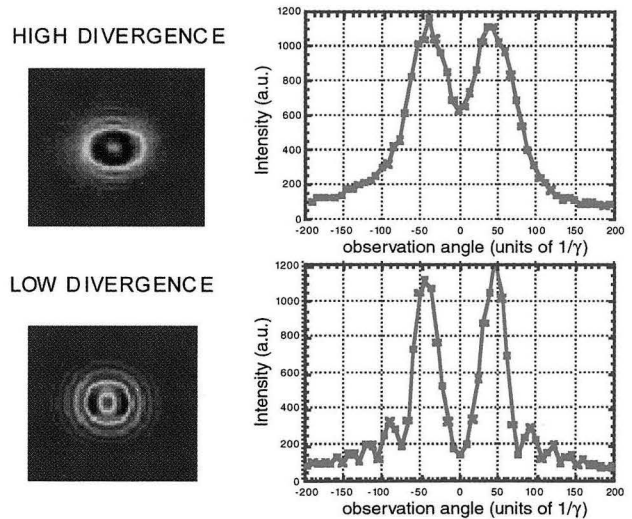 HIGH DIVERGENCE
Intensity (a.u.)
1200
1000
800
600
400
200
0
-200 -150 -100 -50 0 50 100 150 200
observation angle (units of 1/γ)
LOW DIVERGENCE
Intensity (a.u.)
1200
1000
800
600
400
200
0
-200 -150 -100 -50 0 50 100 150 200
observation angle (units of 1/γ)